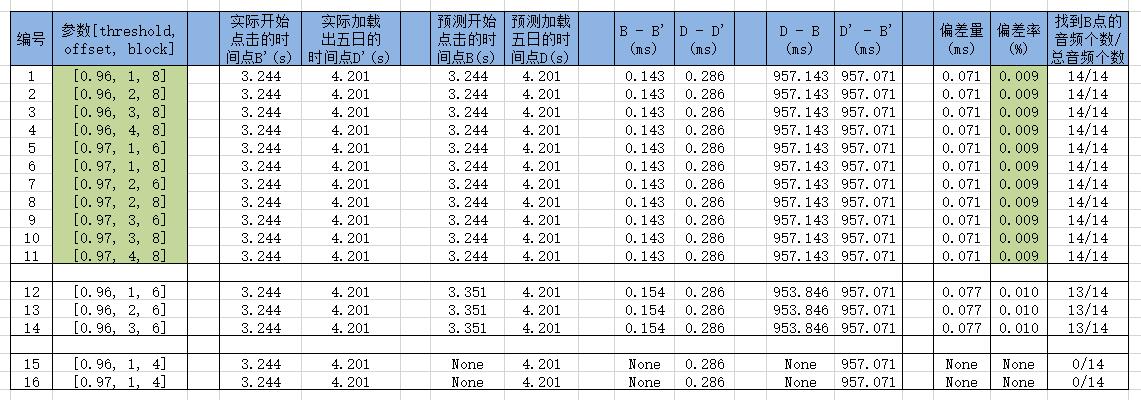 编号 参数[threshold, offset, block] 实际开始点击的时间点B'(s) 实际加载出五日的时间点D'(s) 预测开始点击的时间点B(s) 预测加载五日的时间点D(s) B - B'(ms) D - D'(ms) D - B(ms) D' - B'(ms) 偏差量(ms) 偏差率(%) 找到B点的音频个数/总音频个数
1 [0.96, 1, 8] 3.244 4.201 3.244 4.201 0.143 0.286 957.143 957.071 0.071 0.009 14/14
2 [0.96, 2, 8] 3.244 4.201 3.244 4.201 0.143 0.286 957.143 957.071 0.071 0.009 14/14
3 [0.96, 3, 8] 3.244 4.201 3.244 4.201 0.143 0.286 957.143 957.071 0.071 0.009 14/14
4 [0.96, 4, 8] 3.244 4.201 3.244 4.201 0.143 0.286 957.143 957.071 0.071 0.009 14/14
5 [0.97, 1, 6] 3.244 4.201 3.244 4.201 0.143 0.286 957.143 957.071 0.071 0.009 14/14
6 [0.97, 1, 8] 3.244 4.201 3.244 4.201 0.143 0.286 957.143 957.071 0.071 0.009 14/14
7 [0.97, 2, 6] 3.244 4.201 3.244 4.201 0.143 0.286 957.143 957.071 0.071 0.009 14/14
8 [0.97, 2, 8] 3.244 4.201 3.244 4.201 0.143 0.286 957.143 957.071 0.071 0.009 14/14
9 [0.97, 3, 6] 3.244 4.201 3.244 4.201 0.143 0.286 957.143 957.071 0.071 0.009 14/14
10 [0.97, 3, 8] 3.244 4.201 3.244 4.201 0.143 0.286 957.143 957.071 0.071 0.009 14/14
11 [0.97, 4, 8] 3.244 4.201 3.244 4.201 0.143 0.286 957.143 957.071 0.071 0.009 14/14
12 [0.96, 1, 6] 3.244 4.201 3.351 4.201 0.154 0.286 953.846 957.071 0.077 0.010 13/14
13 [0.96, 2, 6] 3.244 4.201 3.351 4.201 0.154 0.286 953.846 957.071 0.077 0.010 13/14
14 [0.96, 3, 6] 3.244 4.201 3.351 4.201 0.154 0.286 953.846 957.071 0.077 0.010 13/14
15 [0.96, 1, 4] 3.244 4.201 None 4.201 None 0.286 None 957.071 None None 0/14
16 [0.97, 1, 4] 3.244 4.201 None 4.201 None 0.286 None 957.071 None None 0/14